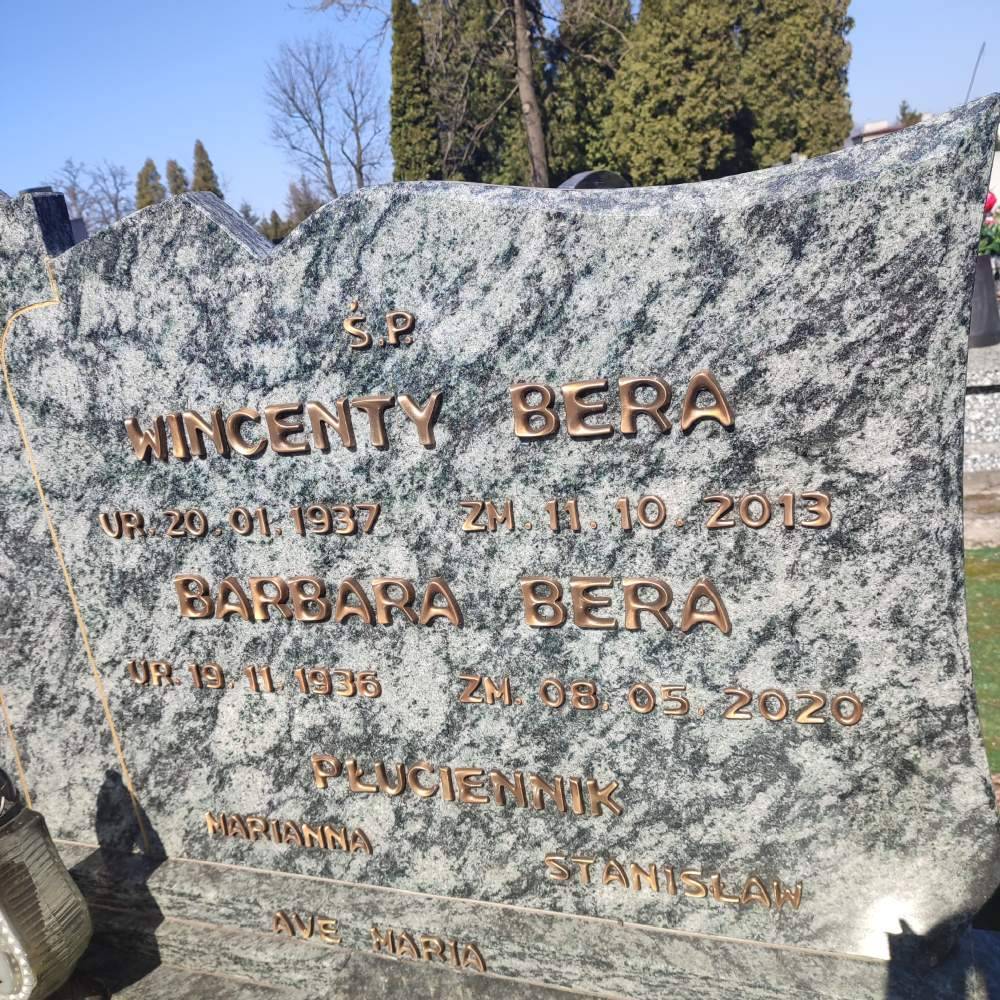 Ś.P.
WINCENTY BERA
UR. 20.01.1937 ZM.11.10.2013
BARBARA BERA
UR. 19.11.1936 ZM. 08.05.2020
PŁUCIENNIK
MARIANNA STANISŁAW
AVE MARIA